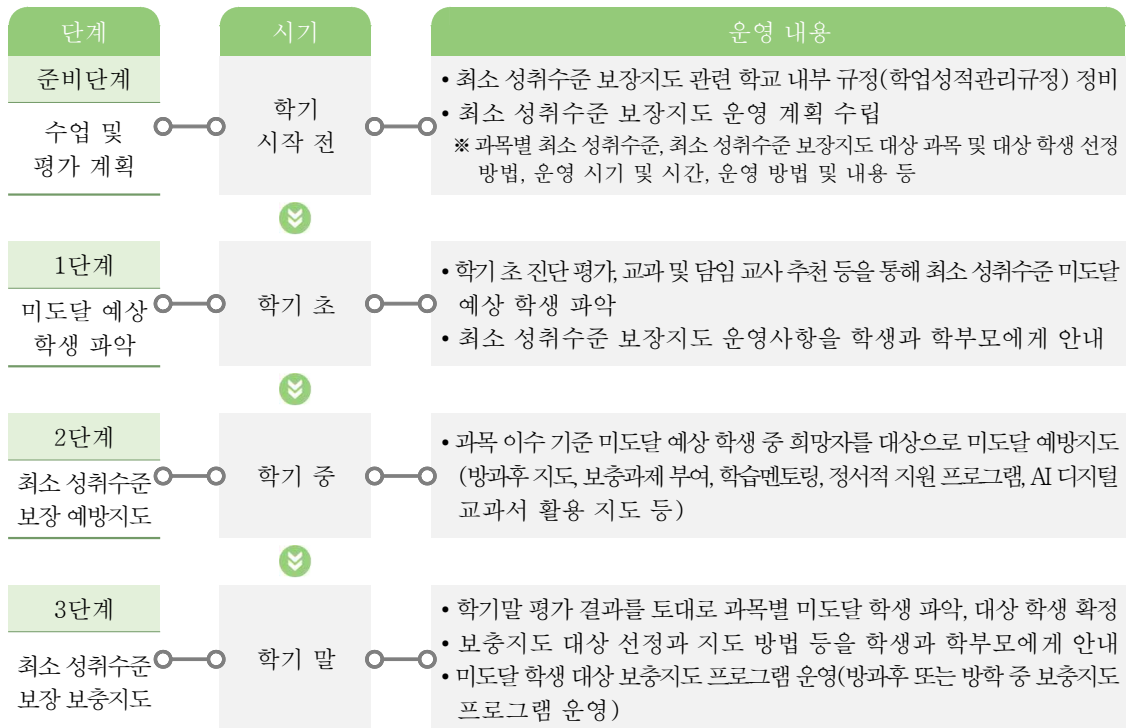 단계
시기
운영 내용
준비단계
수업 및
평가 계획
학기
시작 전
• 최소 성취수준 보장지도 관련 학교 내부 규정(학업성적관리규정) 정비
• 최소 성취수준 보장지도 운영 계획 수립
※ 과목별 최소 성취수준, 최소 성취수준 보장지도 대상 과목 및 대상 학생 선정
방법, 운영 시기 및 시간, 운영 방법 및 내용 등
1단계
미도달 예상
학생 파악
학기 초
• 학기 초 진단 평가, 교과 및 담임 교사 추천 등을 통해 최소 성취수준 미도달
예상 학생 파악
• 최소 성취수준 보장지도 운영사항을 학생과 학부모에게 안내
2단계
최소 성취수준
보장 예방지도
학기 중
• 과목 이수 기준 미도달 예상 학생 중 희망자를 대상으로 미도달 예방지도
(방과후 지도, 보충과제 부여, 학습멘토링, 정서적 지원 프로그램, AI 디지털
교과서 활용 지도 등)
3단계
최소 성취수준
보장 보충지도
학기 말
• 학기말 평가 결과를 토대로 과목별 미도달 학생 파악, 대상 학생 확정
• 보충지도 대상 선정과 지도 방법 등을 학생과 학부모에게 안내
• 미도달 학생 대상 보충지도 프로그램 운영(방과후 또는 방학 중 보충지도
프로그램 운영)